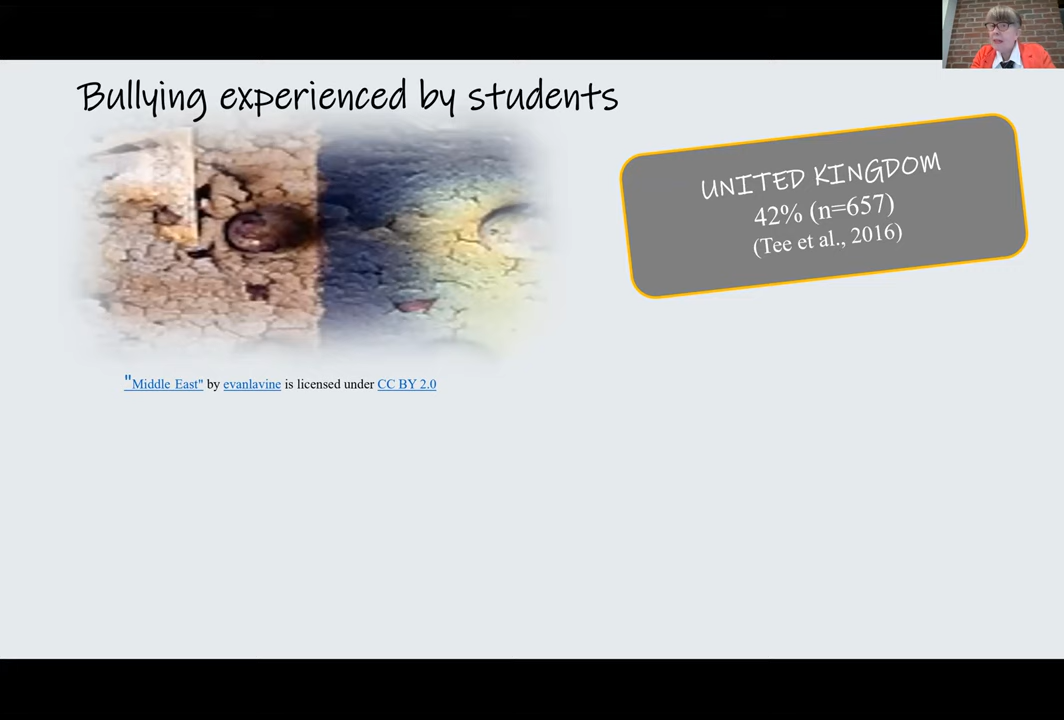 Bullying experienced by students
UNITED KINGDOM
42% (n=657)
(Tee et al., 2016)
"Middle East" by evanlavine is licensed under CC BY 2.0